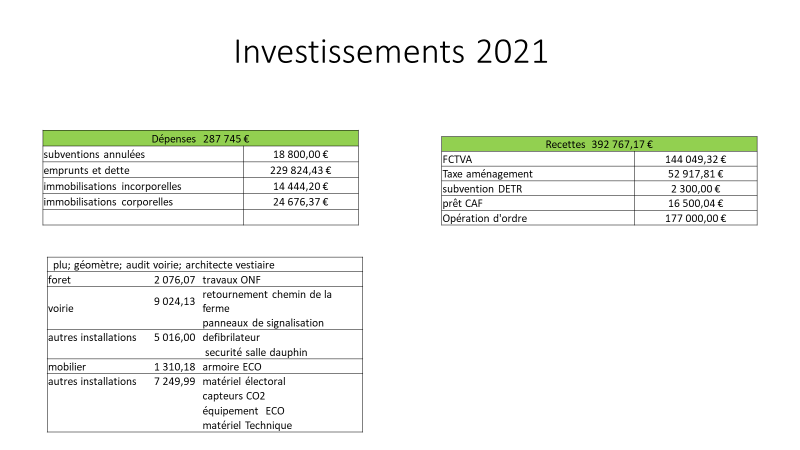 Investissements 2021
Dépenses 287 745 €
subventions annulées 18 800,00 €
emprunts et dette 229 824,43 €
immobilisations incorporelles 14 444,20 €
immobilisations corporelles 24 676,37 €
Recettes 392 767,17 €
FCTVA 144 049,32 €
Taxe aménagement 52 917,81 €
subvention DETR 2 300,00 €
prêt CAF 16 500,04 €
Opération d'ordre 177 000,00 €
plu; géomètre; audit voirie; architecte vestiaire
foret 2 076,07 travaux ONF
voirie 9 024,13 retournement chemin de la
ferme
panneaux de signalisation
autres installations 5 016,00 defibrilateur
securité salle dauphin
mobilier 1 310,18 armoire ECO
autres installations 7 249,99 matériel électoral
capteurs CO2
équipement ECO
matériel Technique